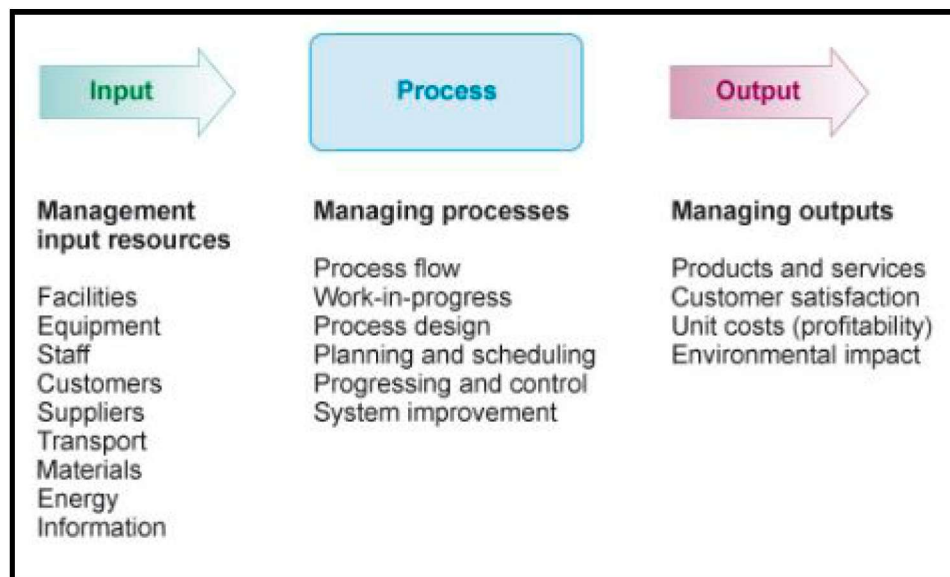 Input
Process
Output
Management
input resources
Facilities
Equipment
Staff
Customers
Suppliers
Transport
Materials
Energy
Information
Managing processes
Process flow
Work-in-progress
Process design
Planning and scheduling
Progressing and control
System improvement
Managing outputs
Products and services
Customer satisfaction
Unit costs (profitability)
Environmental impact